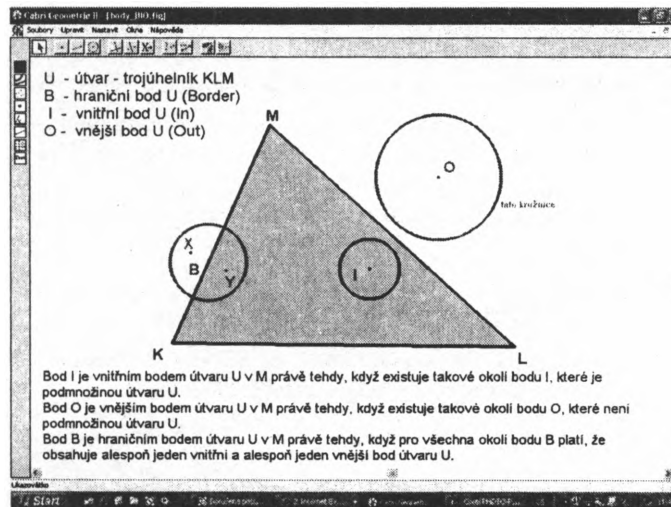 Cabri Geometrie II - [body_BIO.fig]
Soubory Upravit Nastavit Okna Nápověda
U - útvar - trojúhelník KLM
B - hraniční bod U (Border)
I - vnitřní bod U (In)
O - vnější bod U (Out)
M
O
tato kružnice
X
B
Y
I
K
L
Bod I je vnitřním bodem útvaru U v M právě tehdy, když existuje takové okolí bodu I, které je
podmnožinou útvaru U.
Bod O je vnějším bodem útvaru U v M právě tehdy, když existuje takové okolí bodu O, které není
podmnožinou útvaru U.
Bod B je hraničním bodem útvaru U v M právě tehdy, když pro všechna okolí bodu B platí, že
obsahuje alespoň jeden vnitřní a alespoň jeden vnější bod útvaru U.
Ukazovátko
Start